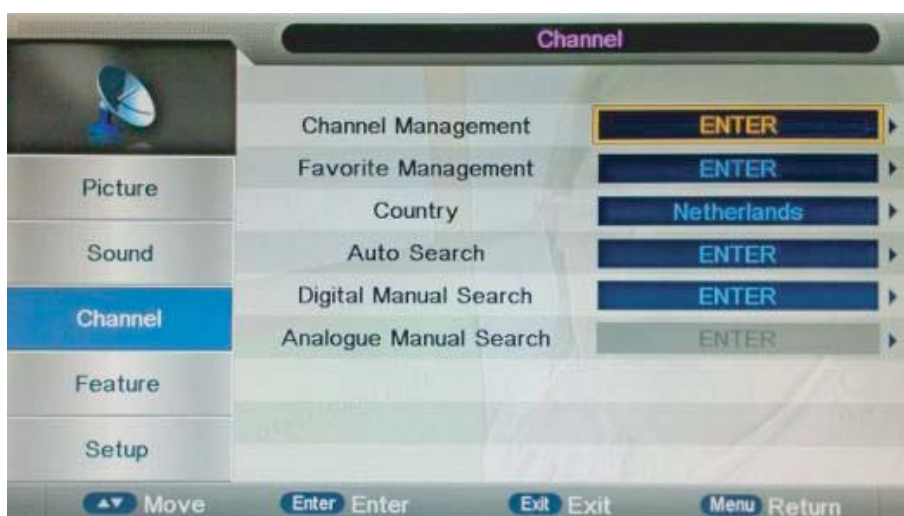 Channel
Channel Management ENTER
Favorite Management ENTER
Country Netherlands
Auto Search ENTER
Digital Manual Search ENTER
Analogue Manual Search ENTER
Picture
Sound
Channel
Feature
Setup
Move Enter Enter Exit Exit Menu Return